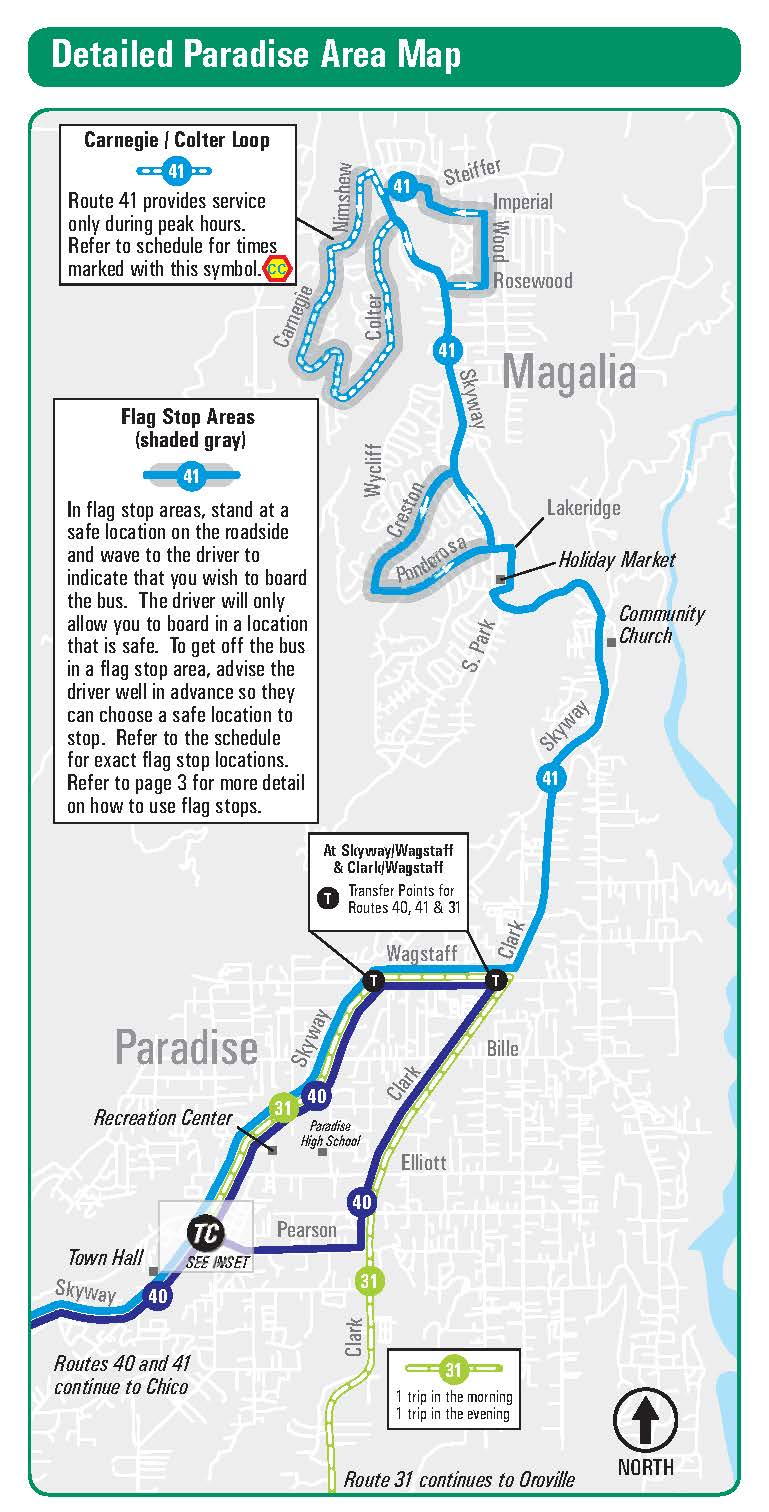 Detailed Paradise Area Map
Carnegie / Colter Loop
41
Route 41 provides service
only during peak hours.
Refer to schedule for times
marked with this symbol. CC
Nimshew
41
Steiffer
Imperial
Wood
Rosewood
Carnegie
Colter
41
Skyway
Magalia
Flag Stop Areas
(shaded gray)
41
In flag stop areas, stand at a
safe location on the roadside
and wave to the driver to
indicate that you wish to board
the bus.  The driver will only
allow you to board in a location
that is safe.  To get off the bus
in a flag stop area, advise the
driver well in advance so they
can choose a safe location to
stop.  Refer to the schedule
for exact flag stop locations.
Refer to page 3 for more detail
on how to use flag stops.
Wycliff
Creston
Ponderosa
Lakeridge
Holiday Market
Community
Church
S. Park
Skyway
41
At Skyway/Wagstaff
& Clark/Wagstaff
T
Transfer Points for
Routes 40, 41 & 31
Wagstaff
Clark
T
T
Paradise
Skyway
Bille
Clark
31
40
Recreation Center
Paradise
High School
Elliott
40
TC
SEE INSET
Pearson
Town Hall
Skyway
40
31
Clark
Routes 40 and 41
continue to Chico
31
1 trip in the morning
1 trip in the evening
NORTH
Route 31 continues to Oroville